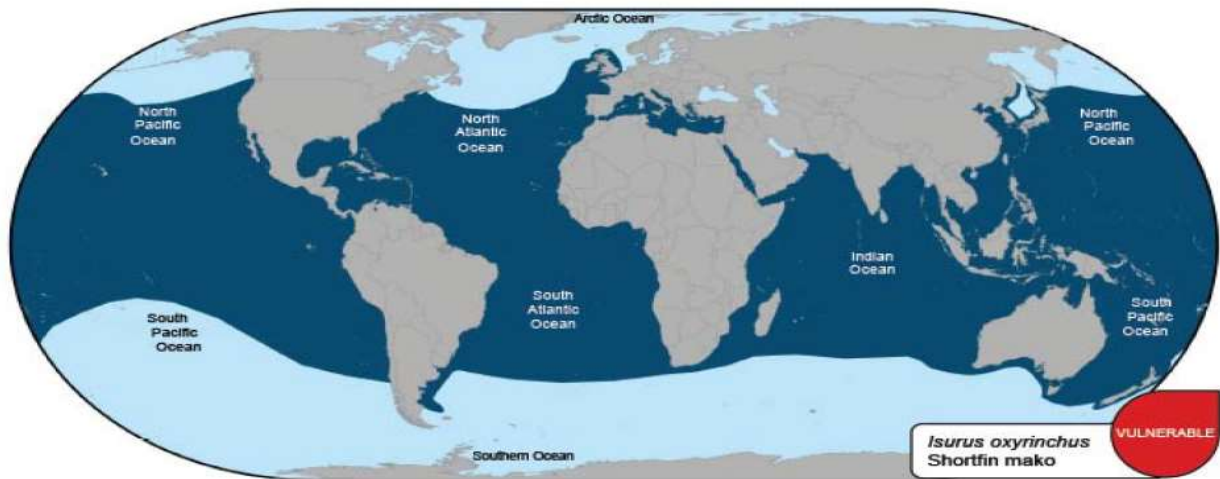 Arctic Ocean
North
Pacific
Ocean
North
Atlantic
Ocean
North
Pacific
Ocean
Indian
Ocean
South
Atlantic
Ocean
South
Pacific
Ocean
South
Pacific
Ocean
Southern Ocean
Isurus oxyrinchus
Shortfin mako
VULNERABLE